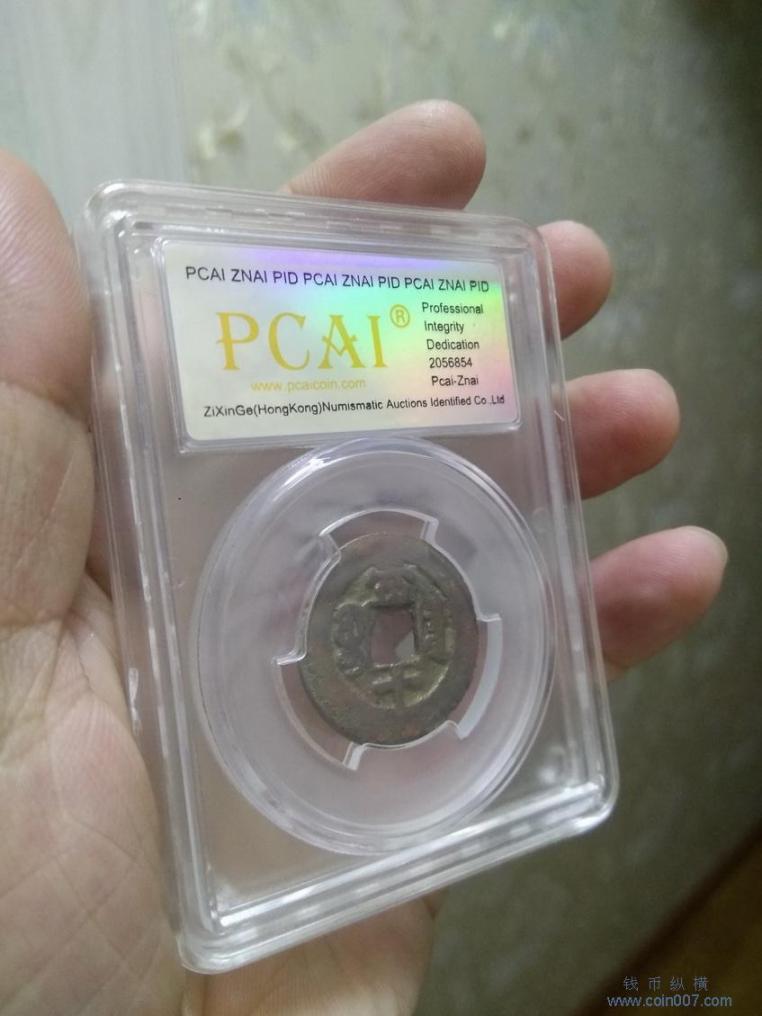 PCAI ZNAI PID PCAI ZNAI PID PCAI ZNAI PID
PCAI®
Professional
Integrity
Dedication
2056854
Pcai-Znai
www.pcaicoin.com
ZiXinGe(HongKong)Numismatic Auctions Identified Co.,Ltd
钱币纵横
www.coin007.com